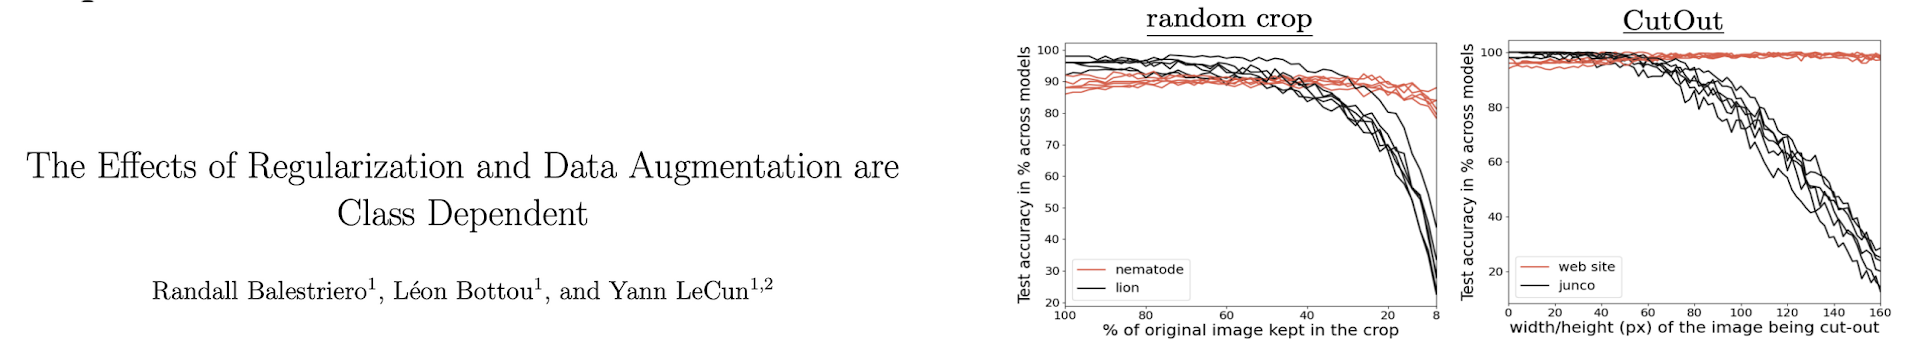 The Effects of Regularization and Data Augmentation are
Class Dependent
Randall Balestriero1, Léon Bottou1, and Yann LeCun1,2
random crop
Test accuracy in % across models
100
90
80
70
60
50
40
30
20
nematode
lion
100 80 60 40 20 8
% of original image kept in the crop
CutOut
Test accuracy in % across models
100
80
60
40
20
web site
junco
0 20 40 60 80 100 120 140 160
width/height (px) of the image being cut-out